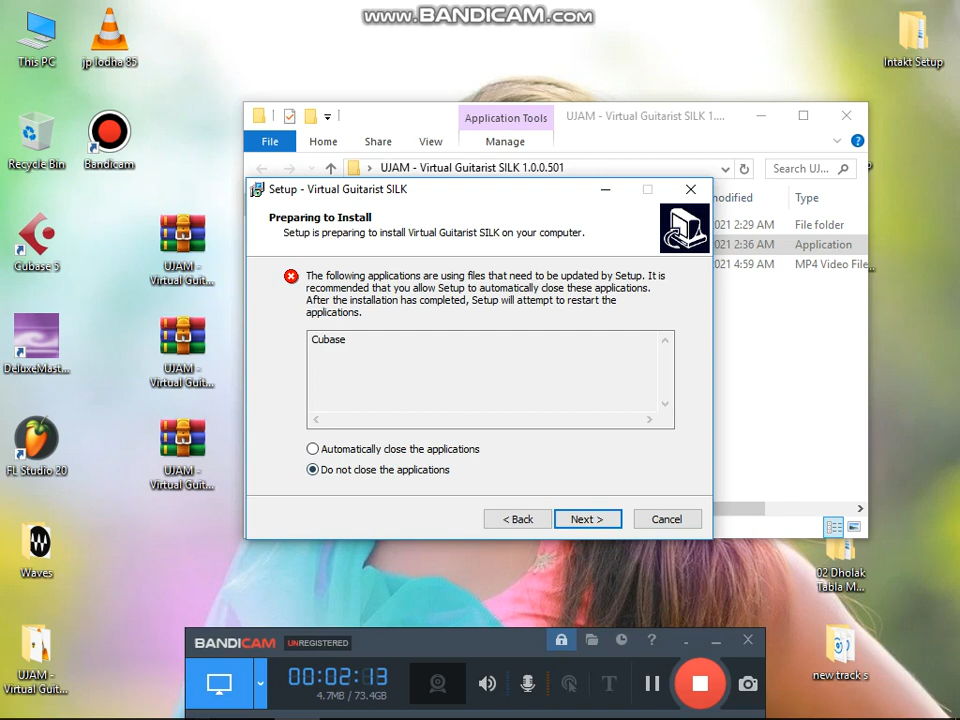 www.BANDICAM.com
This PC
jp lodha 85
Intakt Setup
Recycle Bin
Bandicam
Cubase 5
UJAM -
Virtual Guit...
DeluxeMast...
UJAM -
Virtual Guit...
FL Studio 20
UJAM -
Virtual Guit...
Waves
UJAM -
Virtual Guit...
02 Dholak
Tabla M...
new track s
Application Tools
UJAM - Virtual Guitarist SILK 1....
File
Home
Share
View
Manage
UJAM - Virtual Guitarist SILK 1.0.0.501
Search UJ...
Type
021 2:29 AM
File folder
021 2:36 AM
Application
021 4:59 AM
MP4 Video File...
Setup - Virtual Guitarist SILK
Preparing to Install
Setup is preparing to install Virtual Guitarist SILK on your computer.
The following applications are using files that need to be updated by Setup. It is
recommended that you allow Setup to automatically close these applications.
After the installation has completed, Setup will attempt to restart the
applications.
Cubase
Automatically close the applications
Do not close the applications
< Back
Next >
Cancel
BANDICAM
UNREGISTERED
00:02:13
4.7MB / 73.4GB